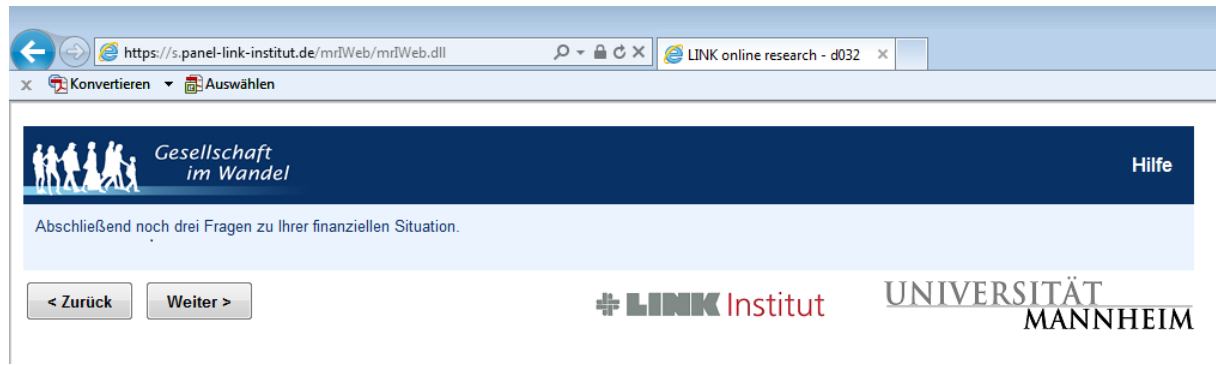 https://s.panel-link-institut.de/mrIWeb/mrIWeb.dll
LINK online research - d032
x Konvertieren Auswählen
Gesellschaft
im Wandel
Hilfe
Abschließend noch drei Fragen zu Ihrer finanziellen Situation.
< Zurück
Weiter >
LINK Institut
UNIVERSITÄT
MANNHEIM